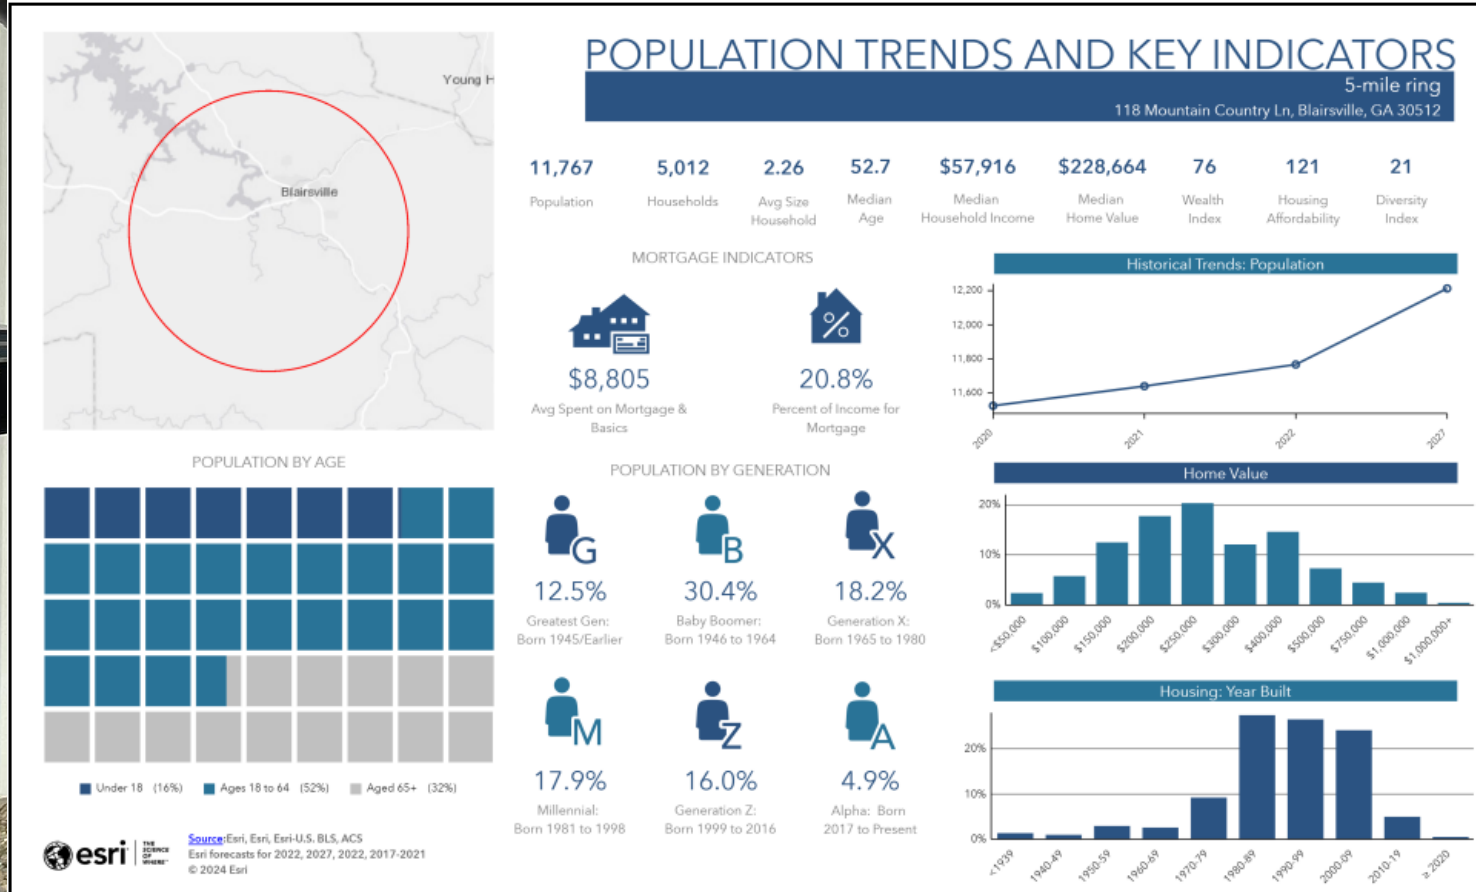 POPULATION TRENDS AND KEY INDICATORS
5-mile ring
118 Mountain Country Ln, Blairsville, GA 30512
Young H
Blairsville
11,767
Population
5,012
Households
2.26
Avg Size
Household
52.7
Median
Age
$57,916
Median
Household Income
$228,664
Median
Home Value
76
Wealth
Index
121
Housing
Affordability
21
Diversity
Index
MORTGAGE INDICATORS
$8,805
Avg Spent on Mortgage &
Basics
%
20.8%
Percent of Income for
Mortgage
Historical Trends: Population
12,200
12,000
11,800
11,600
2020
2021
2022
2027
POPULATION BY AGE
Under 18 (16%)
Ages 18 to 64 (52%)
Aged 65+ (32%)
POPULATION BY GENERATION
G
12.5%
Greatest Gen:
Born 1945/Earlier
B
30.4%
Baby Boomer:
Born 1946 to 1964
X
18.2%
Generation X:
Born 1965 to 1980
M
17.9%
Millennial:
Born 1981 to 1998
Z
16.0%
Generation Z:
Born 1999 to 2016
A
4.9%
Alpha: Born
2017 to Present
Home Value
20%
10%
0%
<$50,000
$100,000
$150,000
$200,000
$250,000
$300,000
$400,000
$500,000
$750,000
$1,000,000
$1,000,000+
Housing: Year Built
20%
10%
0%
<1939
1940-49
1950-59
1960-69
1970-79
1980-89
1990-99
2000-09
2010-19
≥ 2020
esri
THE
SCIENCE
OF
WHERE™
Source:Esri, Esri, Esri-U.S. BLS, ACS
Esri forecasts for 2022, 2027, 2022, 2017-2021
© 2024 Esri